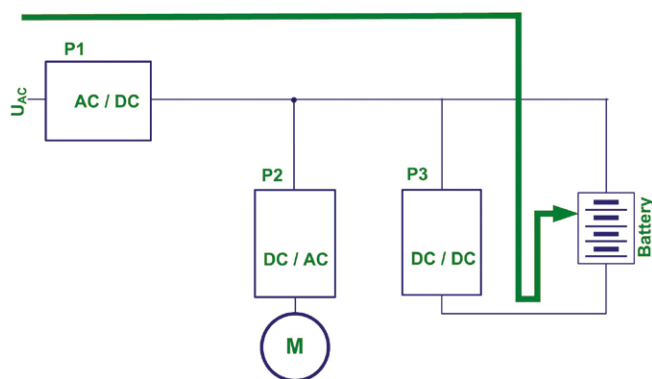 P1
AC / DC
UAC
P2
P3
DC / AC
DC / DC
Battery
M